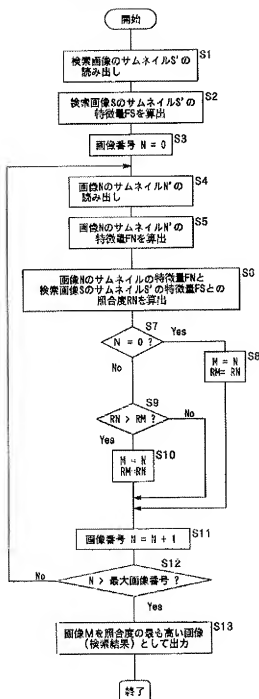 開始
S1
検索画像のサムネイルS'の
読み出し
S2
検索画像SのサムネイルS'の
特徴量FSを算出
S3
画像番号 N = 0
S4
画像NのサムネイルN'の
読み出し
S5
画像NのサムネイルN'の
特徴量FNを算出
S6
画像Nのサムネイルの特徴量FNと
検索画像SのサムネイルS'の特徴量FSとの
照合度RNを算出
S7
N = 0 ?
Yes
No
S8
M = N
RM = RN
S9
RN > RM ?
No
Yes
S10
M = N
RM = RN
S11
画像番号 N = N + 1
S12
N > 最大画像番号 ?
No
Yes
S13
画像Mを照合度の最も高い画像
(検索結果)として出力
終了